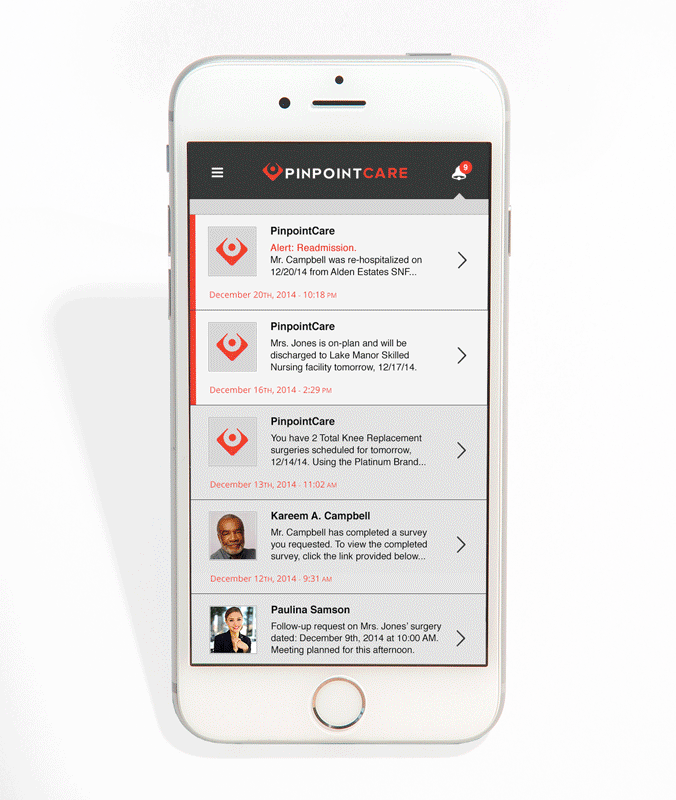 PINPOINTCARE
9
PinpointCare
Alert: Readmission.
Mr. Campbell was re-hospitalized on
12/20/14 from Alden Estates SNF...
December 20TH, 2014 - 10:18 PM
PinpointCare
Mrs. Jones is on-plan and will be
discharged to Lake Manor Skilled
Nursing facility tomorrow, 12/17/14.
December 16TH, 2014 - 2:29 PM
PinpointCare
You have 2 Total Knee Replacement
surgeries scheduled for tomorrow,
12/14/14. Using the Platinum Brand...
December 13TH, 2014 - 11:02 AM
Kareem A. Campbell
Mr. Campbell has completed a survey
you requested. To view the completed
survey, click the link provided below...
December 12TH, 2014 - 9:31 AM
Paulina Samson
Follow-up request on Mrs. Jones' surgery
dated: December 9th, 2014 at 10:00 AM.
Meeting planned for this afternoon.